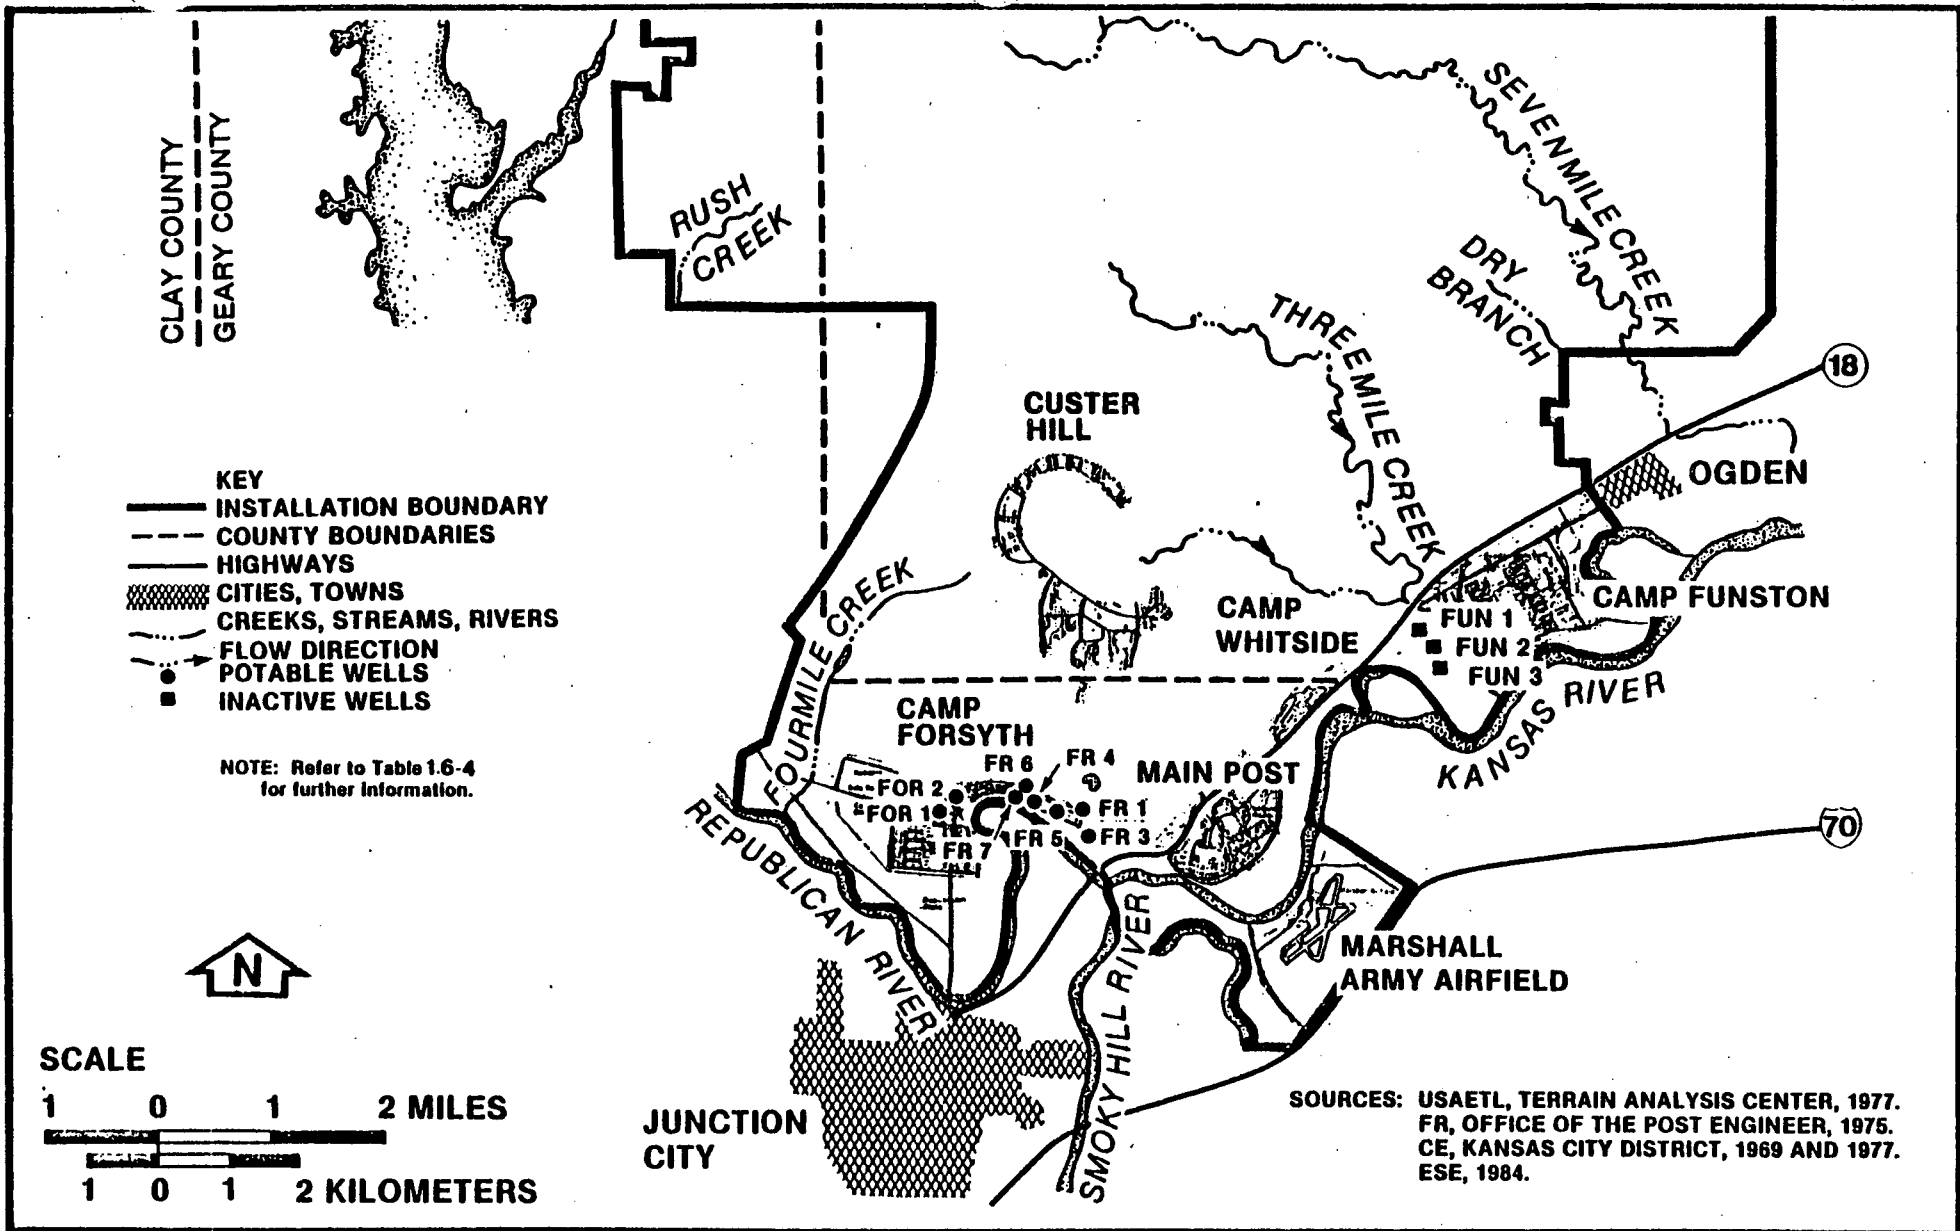 CLAY COUNTY
GEARY COUNTY
RUSH
CREEK
SEVENMILE CREEK
DRY
BRANCH
THREEMILE CREEK
18
CUSTER
HILL
OGDEN
KEY
INSTALLATION BOUNDARY
COUNTY BOUNDARIES
HIGHWAYS
CITIES, TOWNS
CREEKS, STREAMS, RIVERS
FLOW DIRECTION
POTABLE WELLS
INACTIVE WELLS
NOTE: Refer to Table 1.6-4
for further information.
FOURMILE CREEK
CAMP
WHITSIDE
CAMP FUNSTON
FUN 1
FUN 2
FUN 3
KANSAS RIVER
CAMP
FORSYTH
FR 6
FR 4
MAIN POST
FOR 2
FOR 1
FR 1
FR 7
FR 5
FR 3
70
REPUBLICAN RIVER
MARSHALL
ARMY AIRFIELD
SMOKY HILL RIVER
N
SCALE
1 0 1 2 MILES
1 0 1 2 KILOMETERS
JUNCTION
CITY
SOURCES: USAETL, TERRAIN ANALYSIS CENTER, 1977.
FR, OFFICE OF THE POST ENGINEER, 1975.
CE, KANSAS CITY DISTRICT, 1969 AND 1977.
ESE, 1984.